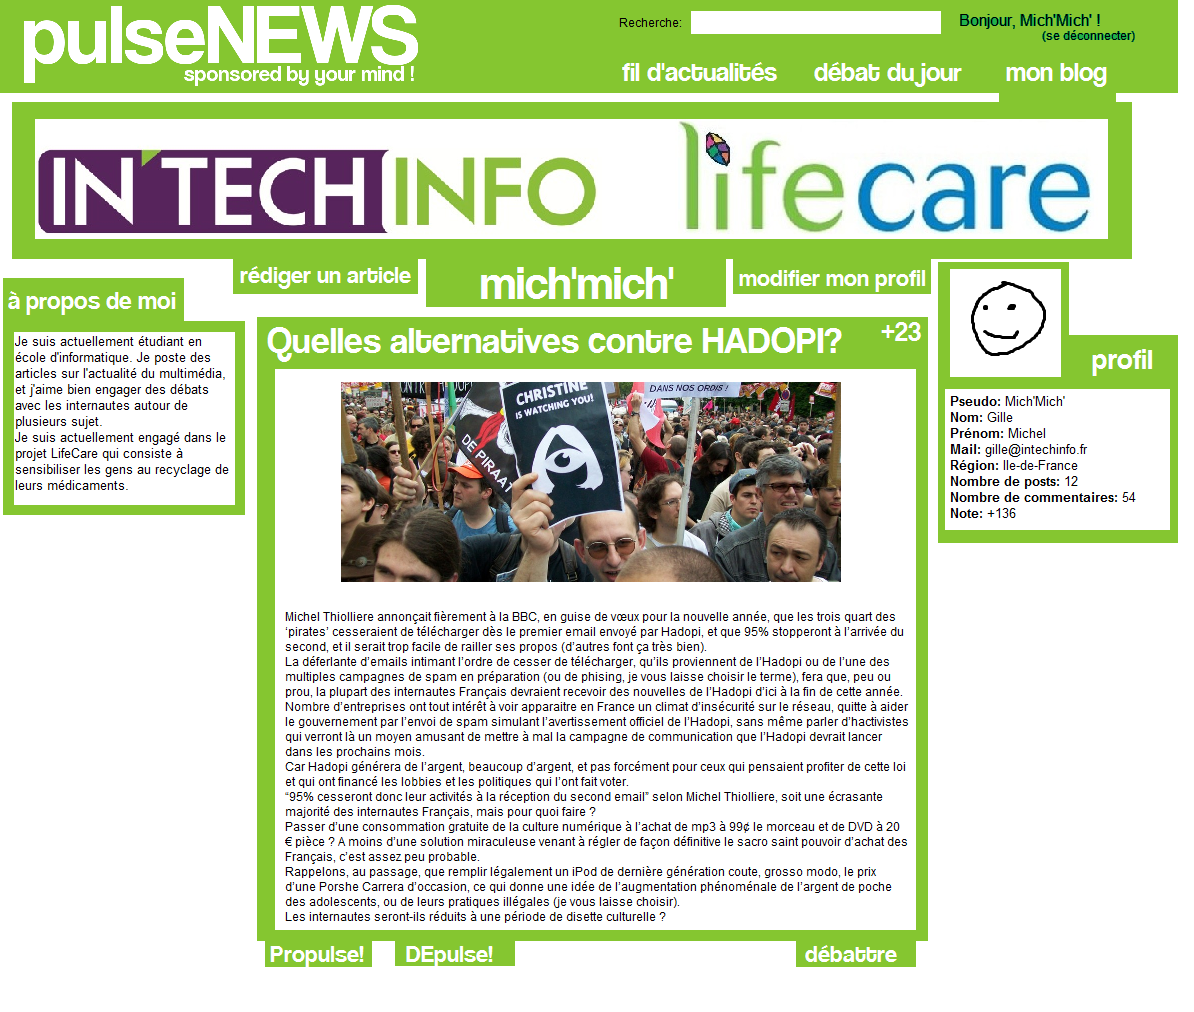 pulseNEWS
sponsored by your mind !
Recherche:
Bonjour, Mich'Mich' !
(se déconnecter)
fil d'actualités
débat du jour
mon blog
IN'TECHINFO
lifecare
rédiger un article
mich'mich'
modifier mon profil
à propos de moi
Je suis actuellement étudiant en
école d'informatique. Je poste des
articles sur l'actualité du multimédia,
et j'aime bien engager des débats
avec les internautes autour de
plusieurs sujet.
Je suis actuellement engagé dans le
projet LifeCare qui consiste à
sensibiliser les gens au recyclage de
leurs médicaments.
Quelles alternatives contre HADOPI?
+23
CHRISTINE
IS WATCHING YOU!
DANS NOS ORDIS !
DE PIRAAT
Michel Thiolliere annonçait fièrement à la BBC, en guise de vœux pour la nouvelle année, que les trois quart des
‘pirates’ cesseraient de télécharger dès le premier email envoyé par Hadopi, et que 95% stopperont à l’arrivée du
second, et il serait trop facile de railler ses propos (d’autres font ça très bien).
La déferlante d’emails intimant l’ordre de cesser de télécharger, qu’ils proviennent de l’Hadopi ou de l’une des
multiples campagnes de spam en préparation (ou de phising, je vous laisse choisir le terme), fera que, peu ou
prou, la plupart des internautes Français devraient recevoir des nouvelles de l’Hadopi d’ici à la fin de cette année.
Nombre d’entreprises ont tout intérêt à voir apparaitre en France un climat d’insécurité sur le réseau, quitte à aider
le gouvernement par l’envoi de spam simulant l’avertissement officiel de l’Hadopi, sans même parler d’hactivistes
qui verront là un moyen amusant de mettre à mal la campagne de communication que l’Hadopi devrait lancer
dans les prochains mois.
Car Hadopi générera de l’argent, beaucoup d’argent, et pas forcément pour ceux qui pensaient profiter de cette loi
et qui ont financé les lobbies et les politiques qui l’ont fait voter.
“95% cesseront donc leur activités à la réception du second email” selon Michel Thiolliere, soit une écrasante
majorité des internautes Français, mais pour quoi faire ?
Passer d’une consommation gratuite de la culture numérique à l’achat de mp3 à 99¢ le morceau et de DVD à 20
€ pièce ? A moins d’une solution miraculeuse venant à régler de façon définitive le sacro saint pouvoir d’achat des
Français, c’est assez peu probable.
Rappelons, au passage, que remplir légalement un iPod de dernière génération coute, grosso modo, le prix
d’une Porshe Carrera d’occasion, ce qui donne une idée de l’augmentation phénoménale de l’argent de poche
des adolescents, ou de leurs pratiques illégales (je vous laisse choisir).
Les internautes seront-ils réduits à une période de disette culturelle ?
profil
Pseudo: Mich'Mich'
Nom: Gille
Prénom: Michel
Mail: gille@intechinfo.fr
Région: Ile-de-France
Nombre de posts: 12
Nombre de commentaires: 54
Note: +136
Propulse!
DEpulse!
débattre